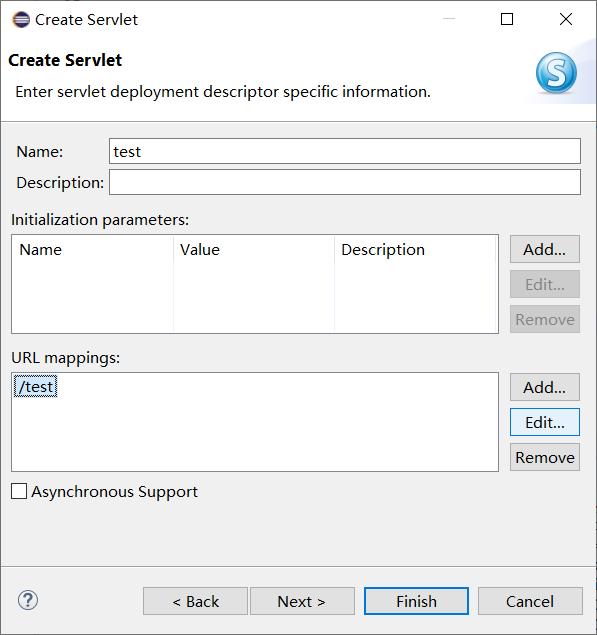 Create Servlet
Create Servlet
Enter servlet deployment descriptor specific information.
S
Name: test
Description:
Initialization parameters:
Name Value Description Add...
Edit...
Remove
URL mappings:
/test Add...
Edit...
Remove
Asynchronous Support
? < Back Next > Finish Cancel